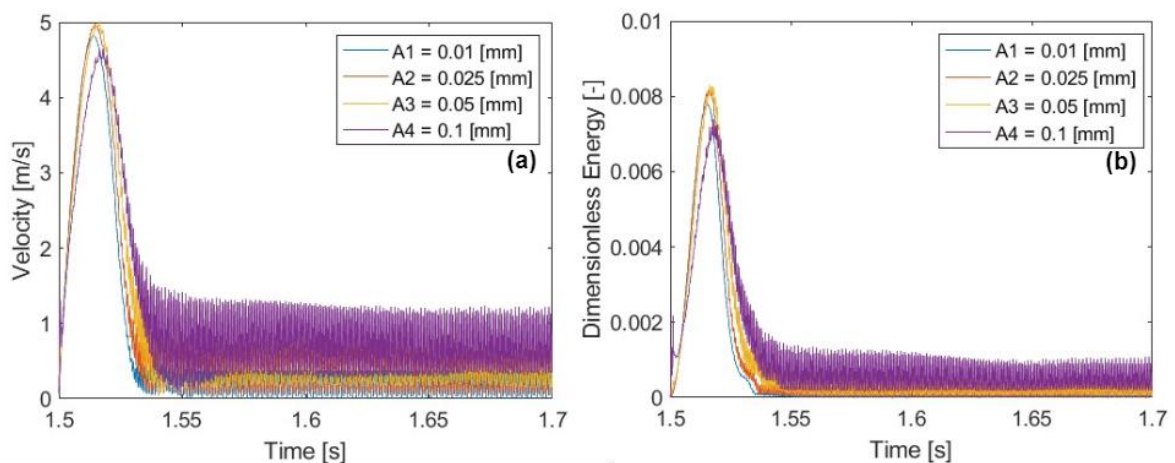 5
4
3
2
1
0
Velocity [m/s]
A1 = 0.01 [mm]
A2 = 0.025 [mm]
A3 = 0.05 [mm]
A4 = 0.1 [mm]
(a)
1.5
1.55
1.6
1.65
1.7
Time [s]
0.01
0.008
0.006
0.004
0.002
0
Dimensionless Energy [-]
A1 = 0.01 [mm]
A2 = 0.025 [mm]
A3 = 0.05 [mm]
A4 = 0.1 [mm]
(b)
1.5
1.55
1.6
1.65
1.7
Time [s]